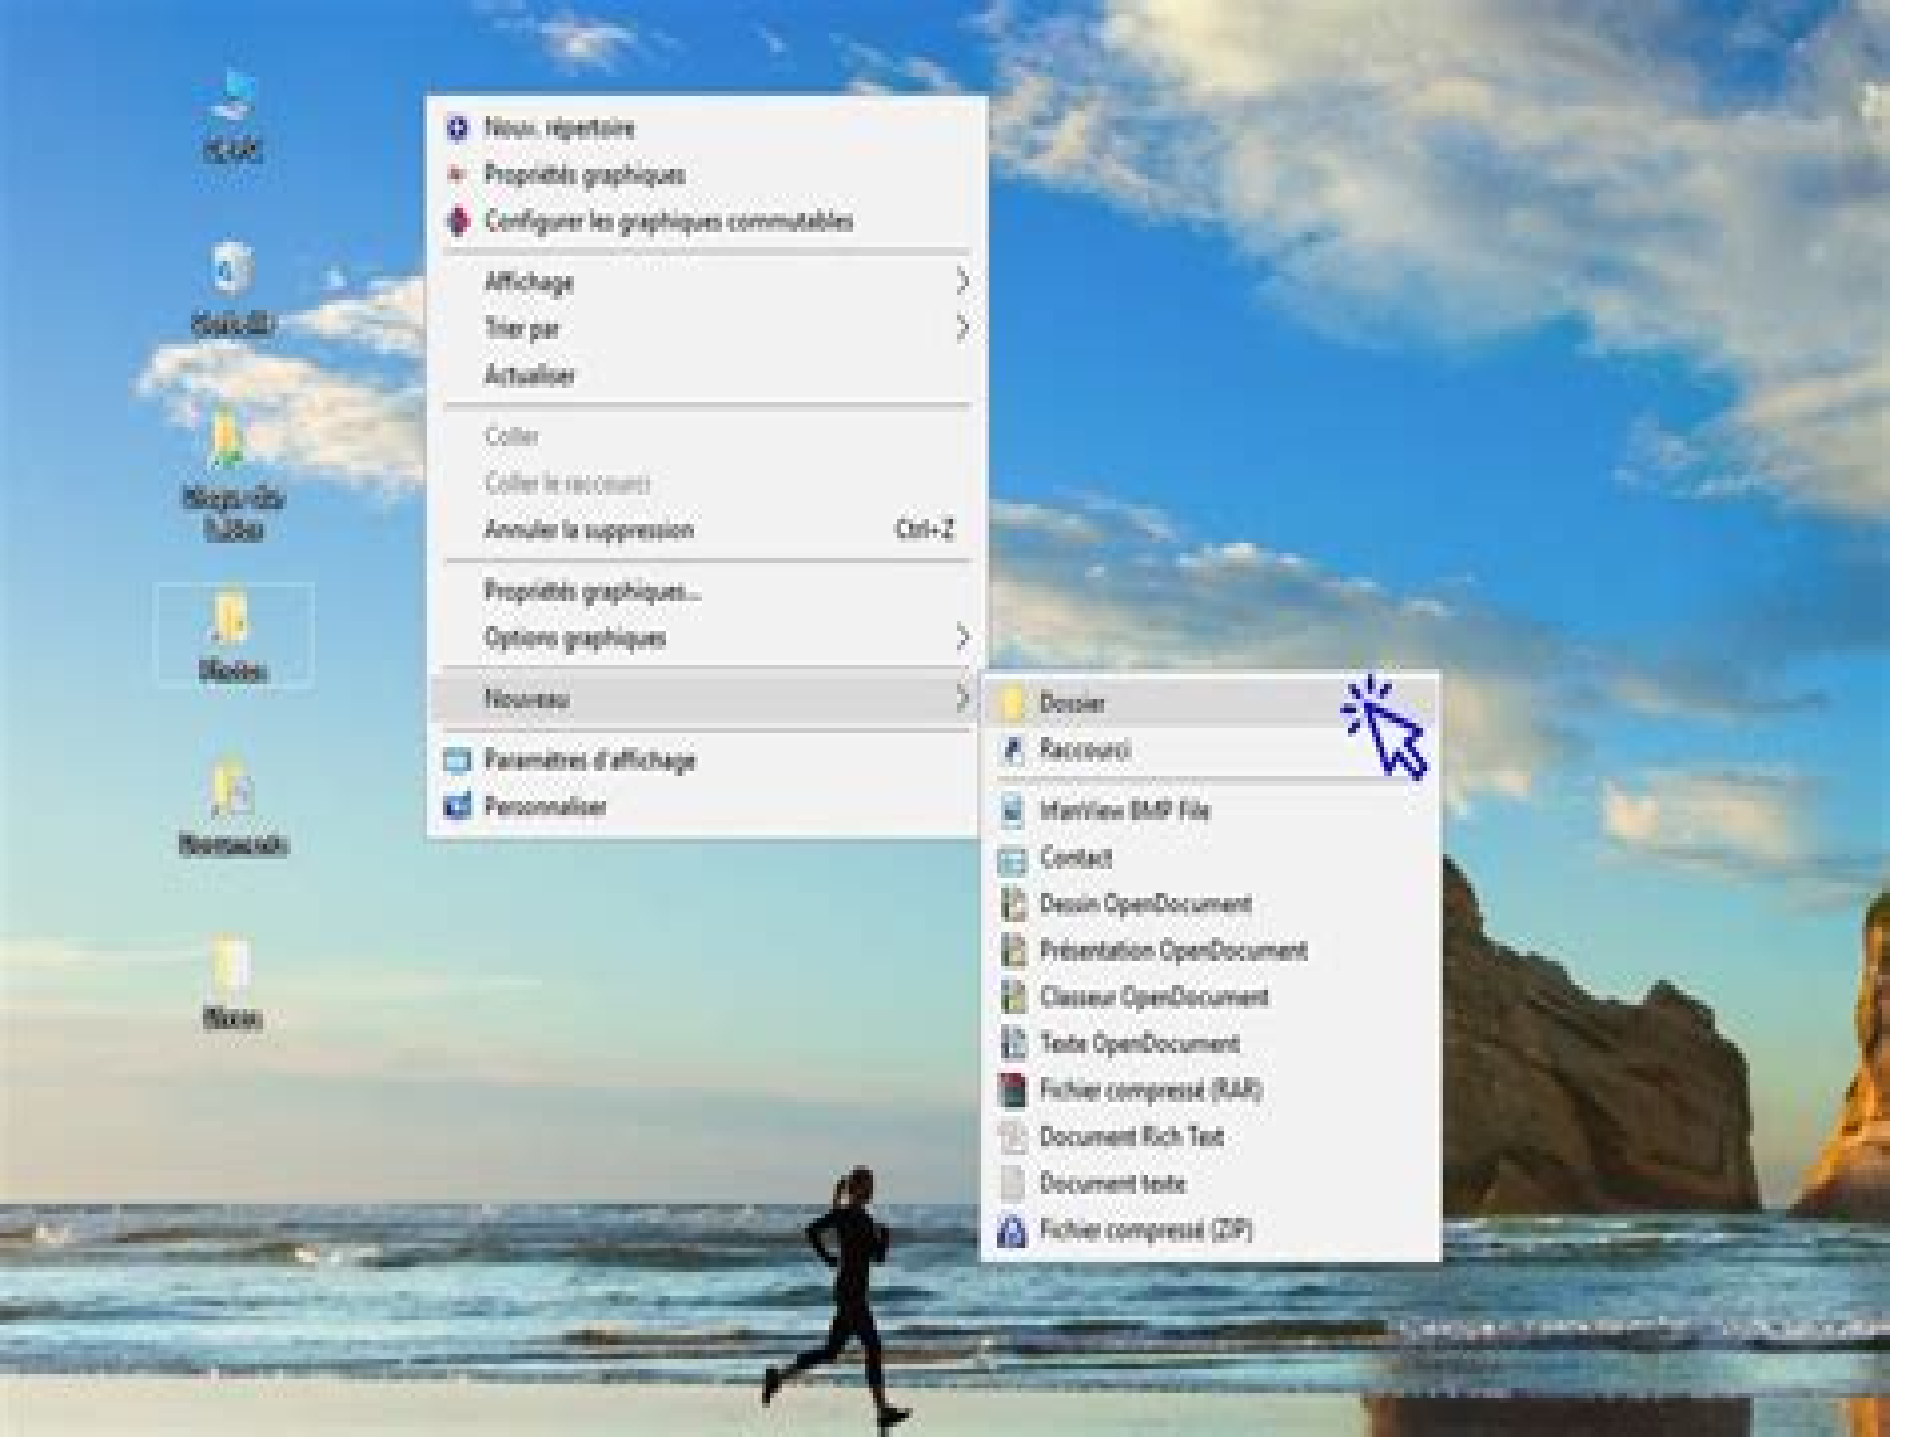 Nouv. répertoire
Propriétés graphiques
Configurer les graphiques commutables
Affichage
Trier par
Actualiser
Coller
Coller le raccourci
Annuler la suppression Ctrl+Z
Propriétés graphiques...
Options graphiques
Nouveau
Paramètres d'affichage
Personnaliser
Dossier
Raccourci
IrfanView BMP File
Contact
Dessin OpenDocument
Présentation OpenDocument
Classeur OpenDocument
Texte OpenDocument
Fichier compressé (RAR)
Document Rich Text
Document texte
Fichier compressé (ZIP)